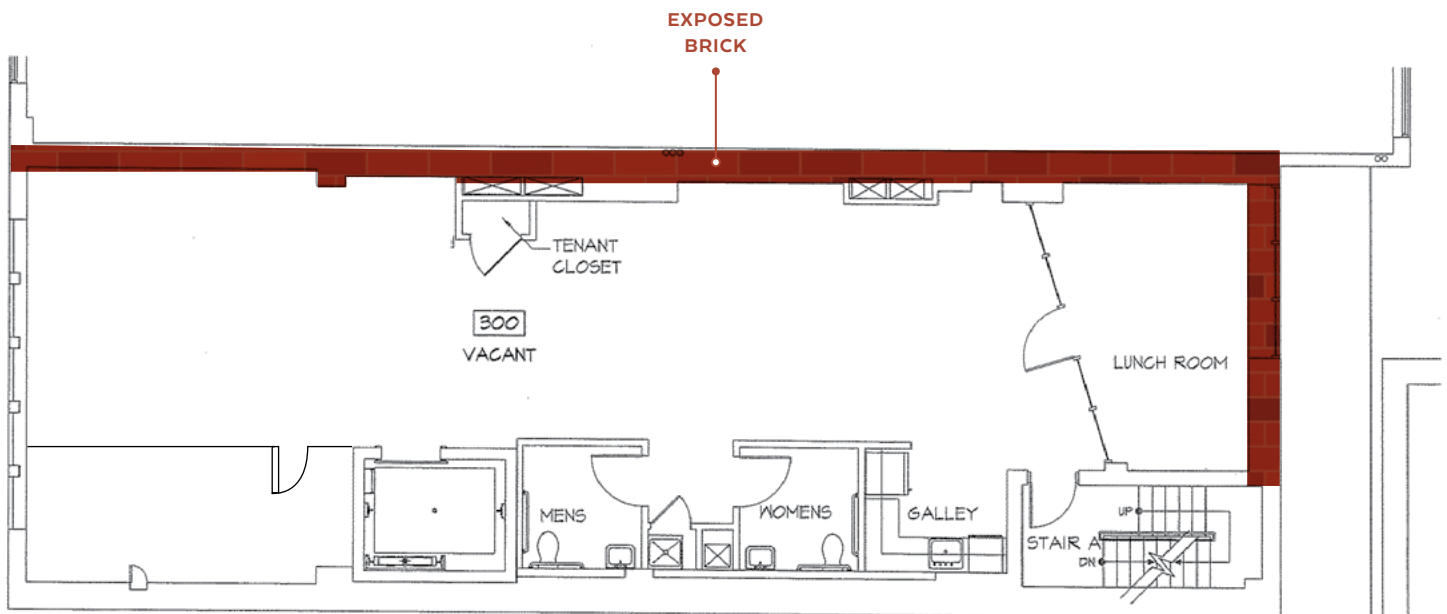 EXPOSED
BRICK
TENANT
CLOSET
300
VACANT
LUNCH ROOM
MENS
WOMENS
GALLEY
UP
STAIR A
DN